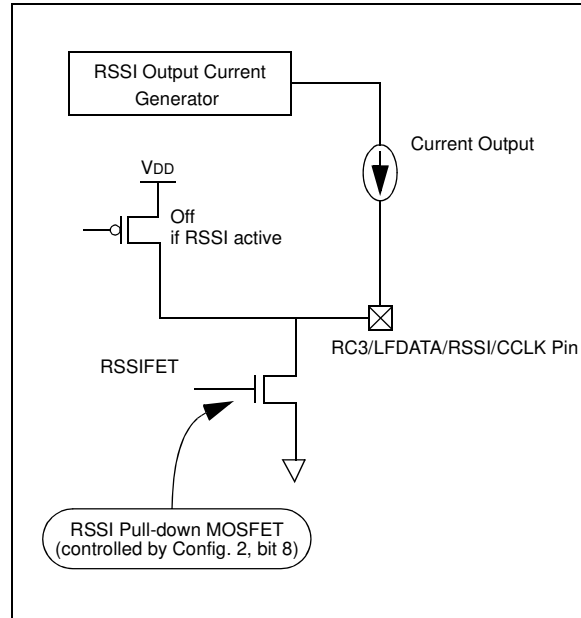 RSSI Output Current
Generator
Current Output
VDD
Off
if RSSI active
RC3/LFDATA/RSSI/CCLK Pin
RSSIFET
RSSI Pull-down MOSFET
(controlled by Config. 2, bit 8)